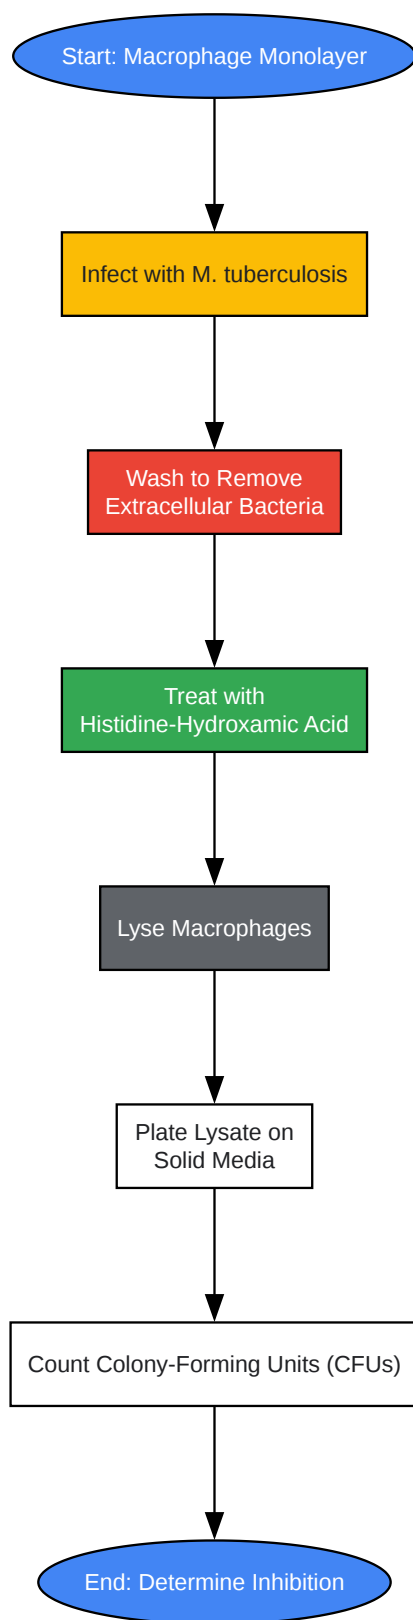 Start: Macrophage Monolayer
Infect with M. tuberculosis
Wash to Remove
Extracellular Bacteria
Treat with
Histidine-Hydroxamic Acid
Lyse Macrophages
Plate Lysate on
Solid Media
Count Colony-Forming Units (CFUs)
End: Determine Inhibition